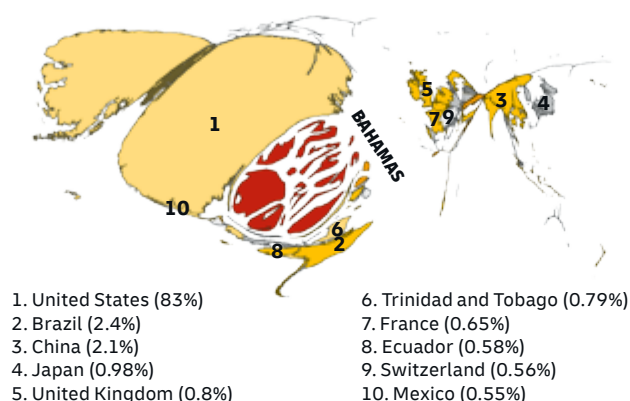 5
3
4
7
9
1
BAHAMAS
10
6
2
8
1. United States (83%)
2. Brazil (2.4%)
3. China (2.1%)
4. Japan (0.98%)
5. United Kingdom (0.8%)
6. Trinidad and Tobago (0.79%)
7. France (0.65%)
8. Ecuador (0.58%)
9. Switzerland (0.56%)
10. Mexico (0.55%)